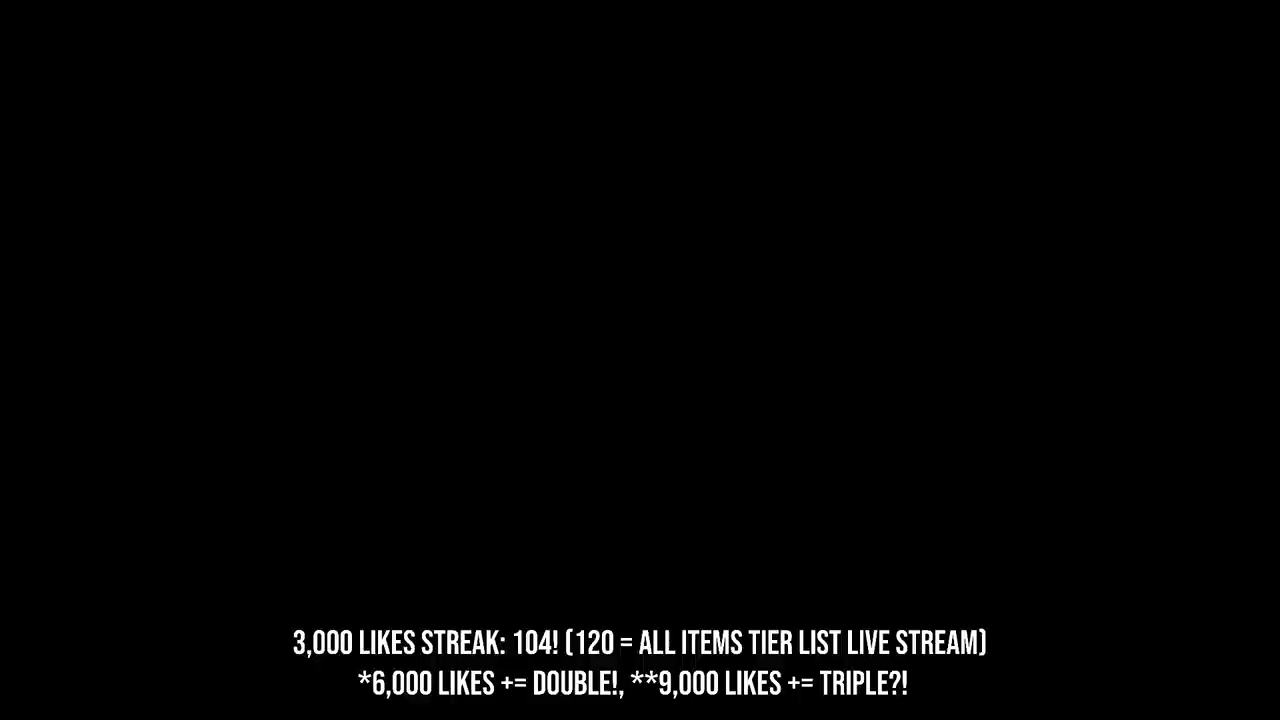 3,000 LIKES STREAK: 104! (120 = ALL ITEMS TIER LIST LIVE STREAM)
*6,000 LIKES += DOUBLE!, **9,000 LIKES += TRIPLE?!